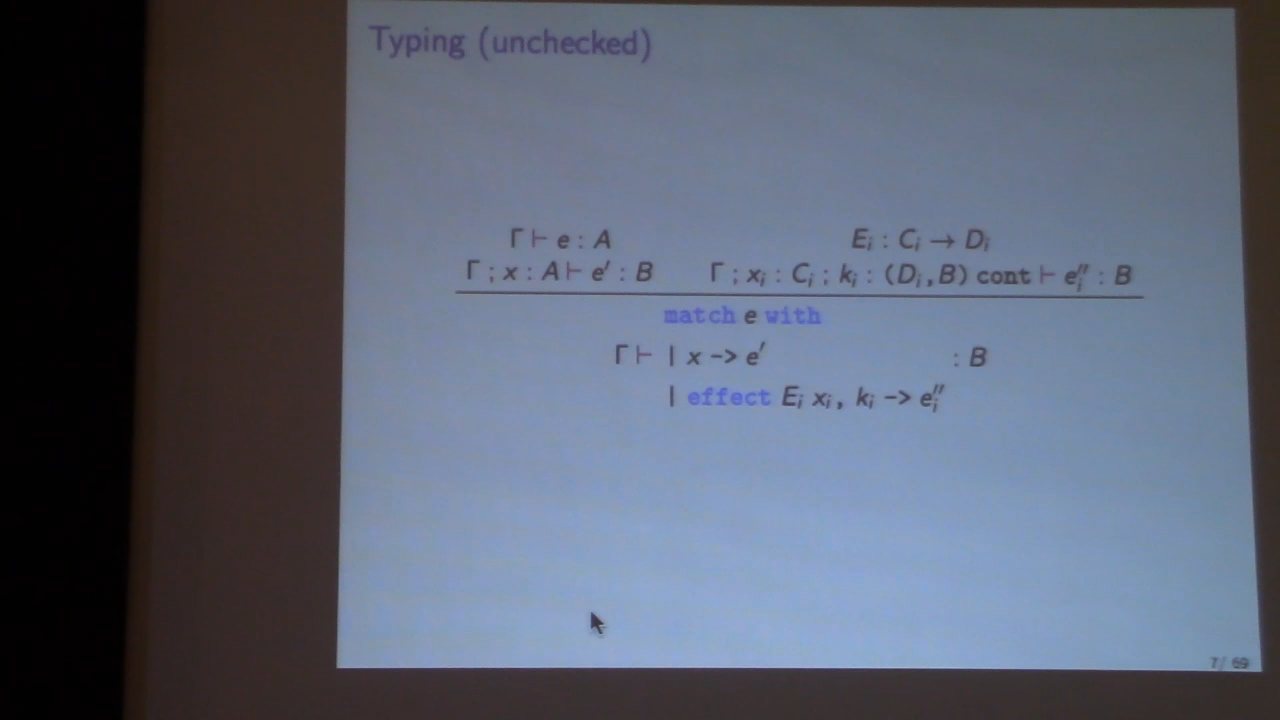 Typing (unchecked)
Γ ⊢ e : A
E_i : C_i → D_i
Γ ; x : A ⊢ e′ : B
Γ ; x_i : C_i ; k_i : (D_i, B) cont ⊢ e″_i : B
match e with
Γ ⊢ | x -> e′ : B
| effect E_i x_i, k_i -> e″_i
7/ 69